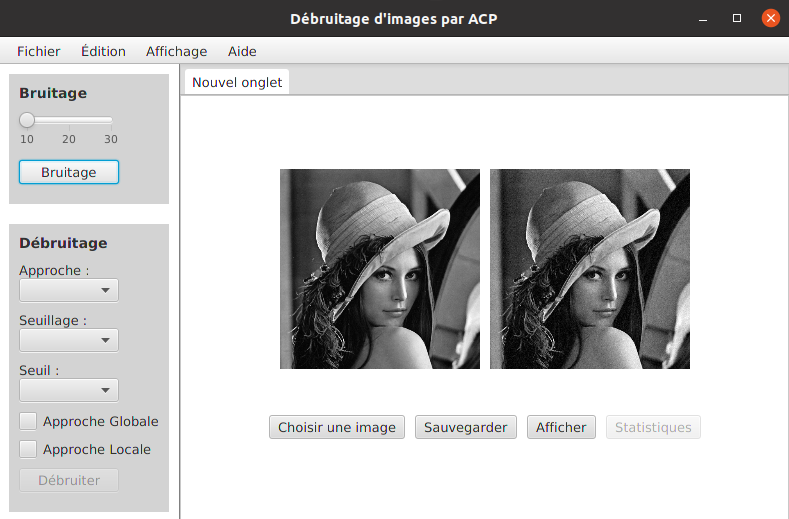 Débruitage d'images par ACP
Fichier Édition Affichage Aide
Bruitage
10 20 30
Bruitage
Débruitage
Approche :
Seuillage :
Seuil :
Approche Globale
Approche Locale
Débruiter
Nouvel onglet
Choisir une image Sauvegarder Afficher Statistiques